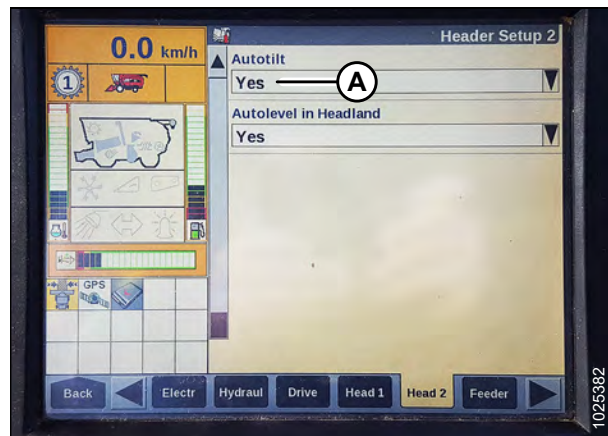 0.0 km/h
Header Setup 2
1
Autotilt
Yes
A
Autolevel in Headland
Yes
GPS
Back
Electr
Hydraul
Drive
Head 1
Head 2
Feeder
1025382